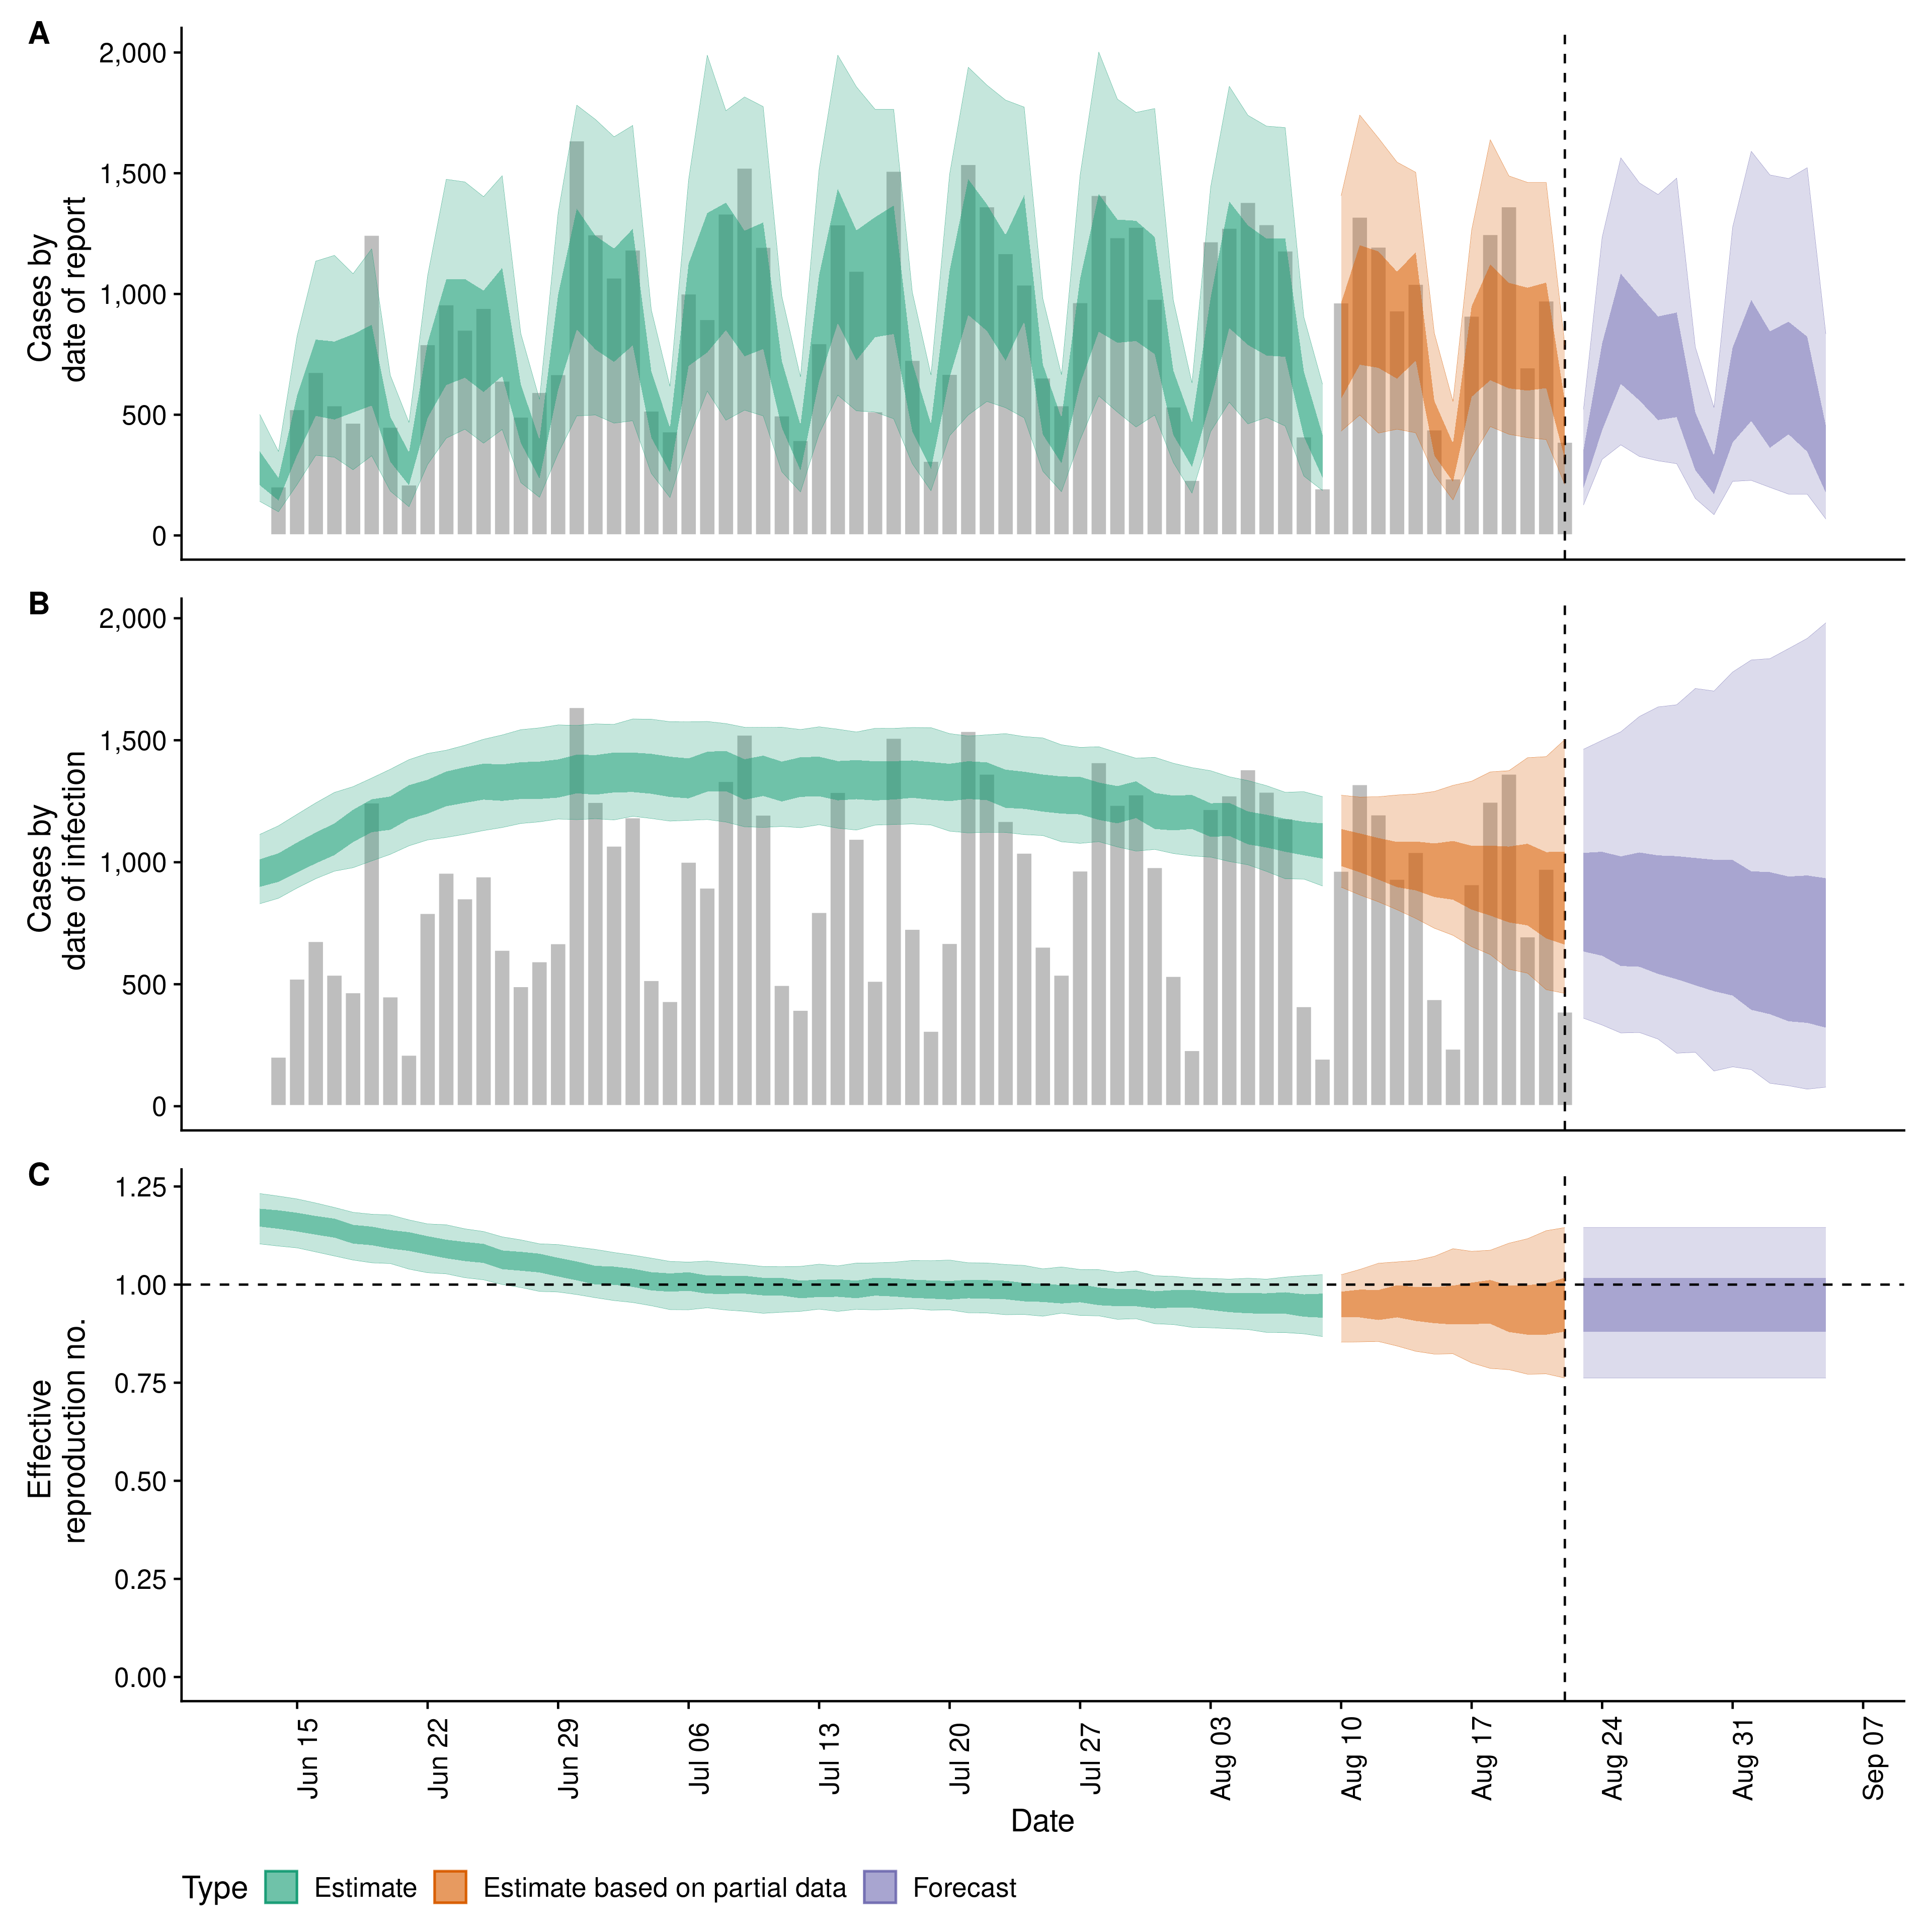 A
2,000
1,500
1,000
500
0
Cases by
date of report
B
2,000
1,500
1,000
500
0
Cases by
date of infection
C
1.25
1.00
0.75
0.50
0.25
0.00
Effective
reproduction no.
Jun 15
Jun 22
Jun 29
Jul 06
Jul 13
Jul 20
Jul 27
Aug 03
Aug 10
Aug 17
Aug 24
Aug 31
Sep 07
Date
Type Estimate Estimate based on partial data Forecast